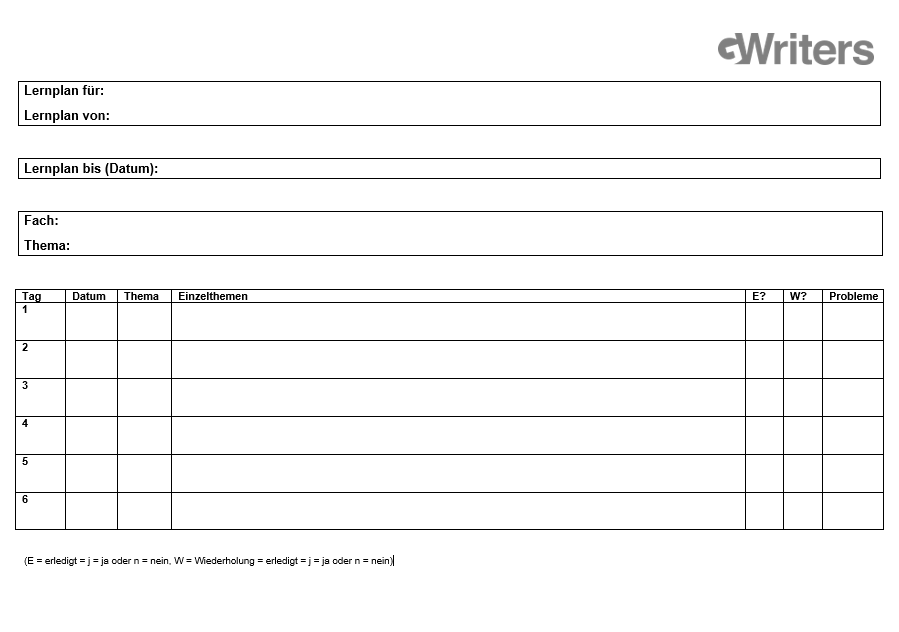 GWriters
Lernplan für:
Lernplan von:
Lernplan bis (Datum):
Fach:
Thema:
Tag Datum Thema Einzelthemen E? W? Probleme
1
2
3
4
5
6
(E = erledigt = j = ja oder n = nein, W = Wiederholung = erledigt = j = ja oder n = nein)